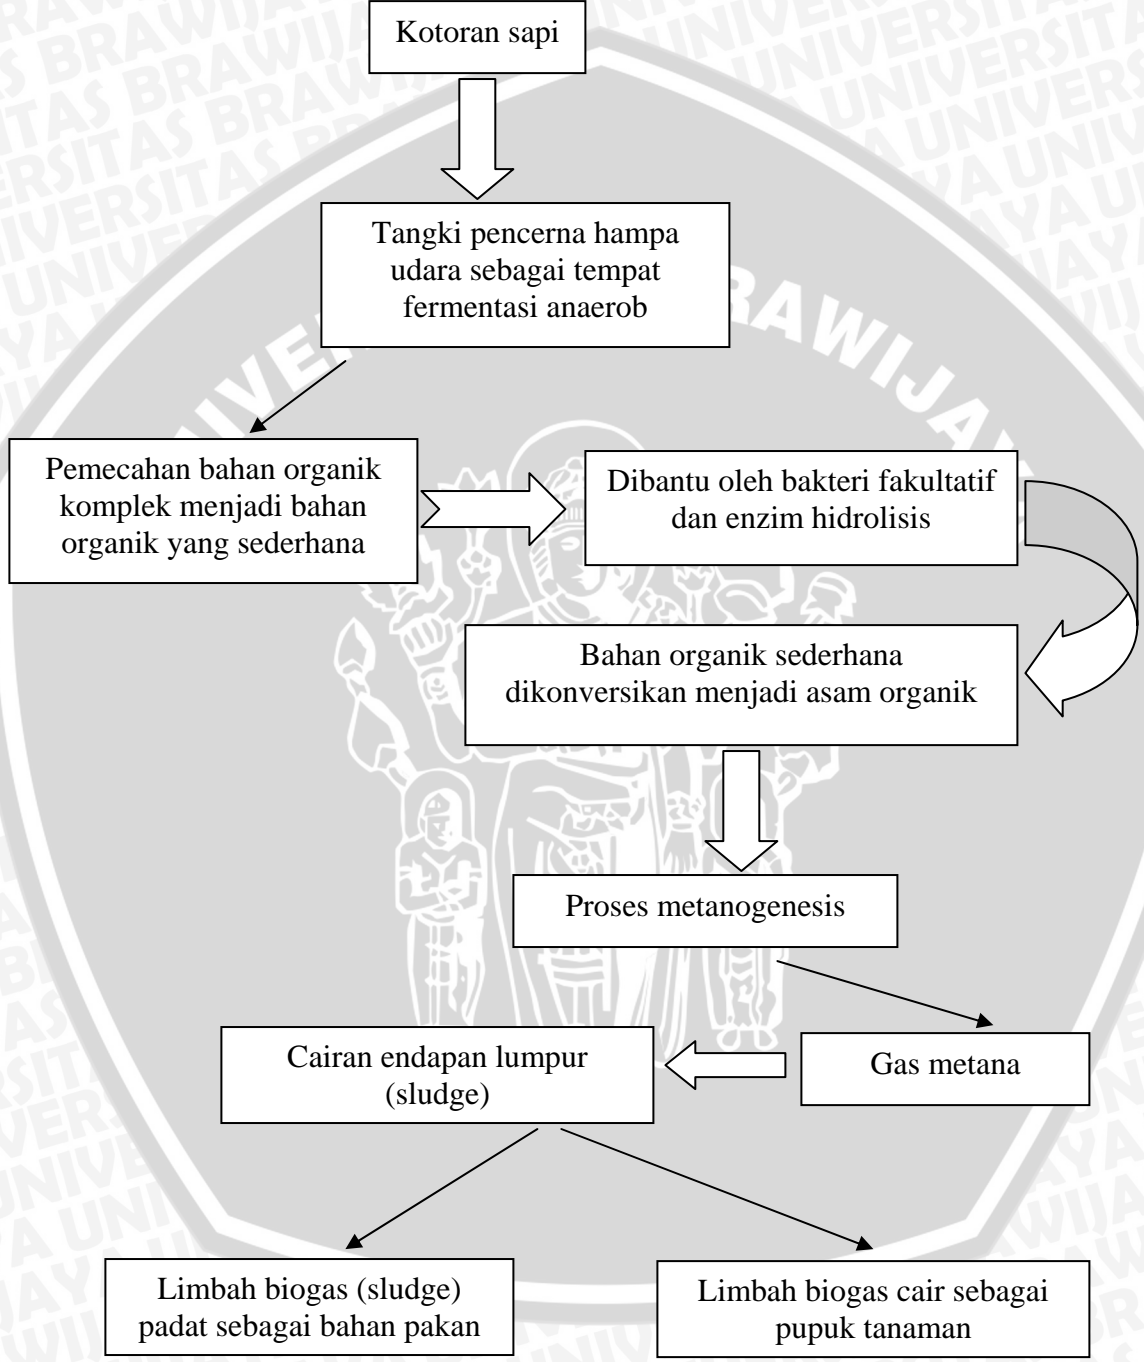 Kotoran sapi
Tangki pencerna hampa
udara sebagai tempat
fermentasi anaerob
Pemecahan bahan organik
komplek menjadi bahan
organik yang sederhana
Dibantu oleh bakteri fakultatif
dan enzim hidrolisis
Bahan organik sederhana
dikonversikan menjadi asam organik
Proses metanogenesis
Gas metana
Cairan endapan lumpur
(sludge)
Limbah biogas (sludge)
padat sebagai bahan pakan
Limbah biogas cair sebagai
pupuk tanaman